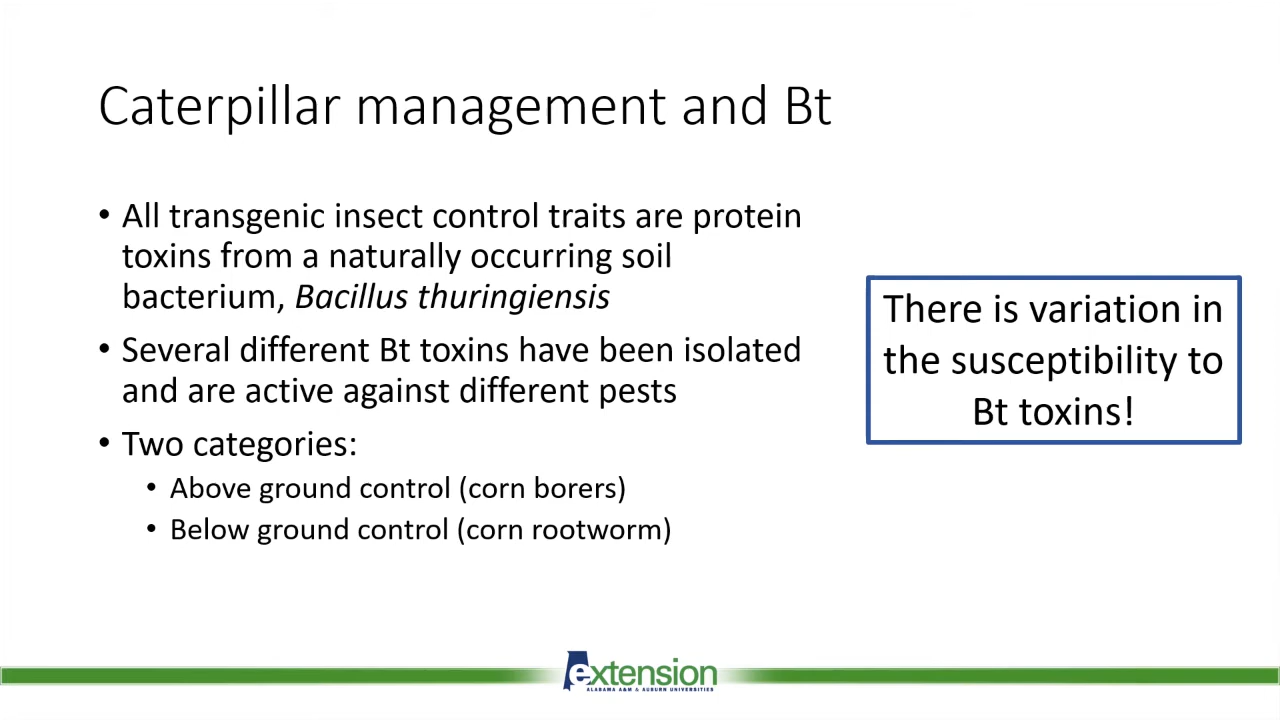 Caterpillar management and Bt
• All transgenic insect control traits are protein
toxins from a naturally occurring soil
bacterium, Bacillus thuringiensis
• Several different Bt toxins have been isolated
and are active against different pests
• Two categories:
• Above ground control (corn borers)
• Below ground control (corn rootworm)
There is variation in
the susceptibility to
Bt toxins!
extension
ALABAMA A&M & AUBURN UNIVERSITIES